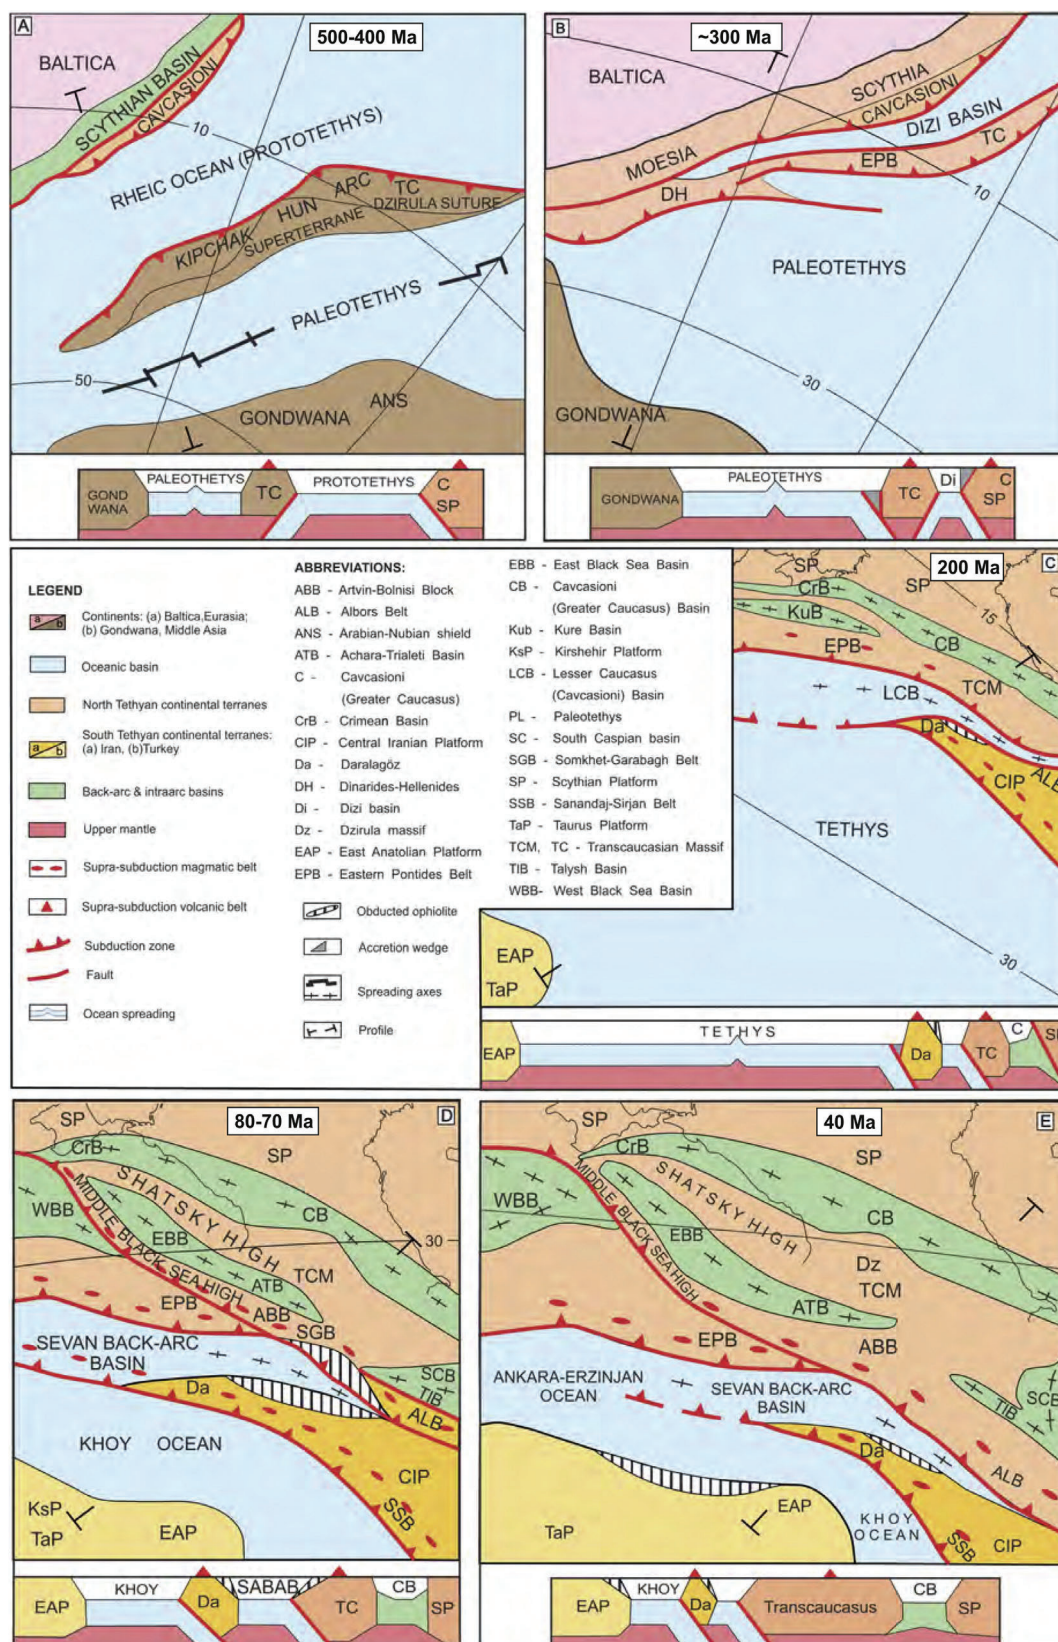 A
500-400 Ma
BALTICA
SCYTHIAN BASIN
CAVCASIONI
10
RHEIC OCEAN (PROTOTETHYS)
ARC
TC
HUN
DZIRULA SUTURE
KIPCHAK
SUPERTERRANE
PALEOTETHYS
50
GONDWANA
ANS
PALEOTHETYS
PROTOTETHYS
GOND
WANA
TC
C
SP
B
~300 Ma
BALTICA
SCYTHIA
CAVCASIONI
DIZI BASIN
MOESIA
EPB
TC
DH
10
PALEOTETHYS
30
GONDWANA
PALEOTETHYS
Di
GONDWANA
TC
C
SP
LEGEND
a
b
Continents: (a) Baltica,Eurasia;
(b) Gondwana, Middle Asia
Oceanic basin
North Tethyan continental terranes
South Tethyan continental terranes:
a
b
(a) Iran, (b)Turkey
Back-arc & intraarc basins
Upper mantle
Supra-subduction magmatic belt
Supra-subduction volcanic belt
Subduction zone
Fault
Ocean spreading
ABBREVIATIONS:
ABB - Artvin-Bolnisi Block
ALB - Albors Belt
ANS - Arabian-Nubian shield
ATB - Achara-Trialeti Basin
C - Cavcasioni
(Greater Caucasus)
CrB - Crimean Basin
CIP - Central Iranian Platform
Da - Daralagöz
DH - Dinarides-Hellenides
Di - Dizi basin
Dz - Dzirula massif
EAP - East Anatolian Platform
EPB - Eastern Pontides Belt
Obducted ophiolite
Accretion wedge
Spreading axes
Profile
EBB - East Black Sea Basin
CB - Cavcasioni
(Greater Caucasus) Basin
Kub - Kure Basin
KsP - Kirshehir Platform
LCB - Lesser Caucasus
(Cavcasioni) Basin
PL - Paleotethys
SC - South Caspian basin
SGB - Somkhet-Garabagh Belt
SP - Scythian Platform
SSB - Sanandaj-Sirjan Belt
TaP - Taurus Platform
TCM, TC - Transcaucasian Massif
TIB - Talysh Basin
WBB- West Black Sea Basin
C
200 Ma
SP
CrB
SP
KuB
15
EPB
CB
LCB
TCM
Da
CIP
ALB
TETHYS
EAP
TaP
30
TETHYS
C
EAP
Da
TC
SP
D
80-70 Ma
SP
CrB
SP
SHATSKY HIGH
WBB
MIDDLE BLACK SEA HIGH
EBB
CB
30
ATB
TCM
EPB
ABB
SGB
SEVAN BACK-ARC
BASIN
SCB
TIB
Da
ALB
KHOY OCEAN
CIP
KsP
TaP
EAP
SSB
KHOY
SABAB
CB
EAP
Da
TC
SP
E
40 Ma
CrB
SP
MIDDLE BLACK SEA HIGH
SHATSKY HIGH
WBB
EBB
CB
Dz
TCM
ATB
EPB
ABB
ANKARA-ERZINJAN
OCEAN
SEVAN BACK-ARC
BASIN
SCB
TIB
Da
ALB
EAP
TaP
KHOY
OCEAN
SSB
CIP
KHOY
CB
EAP
Da
Transcaucasus
SP